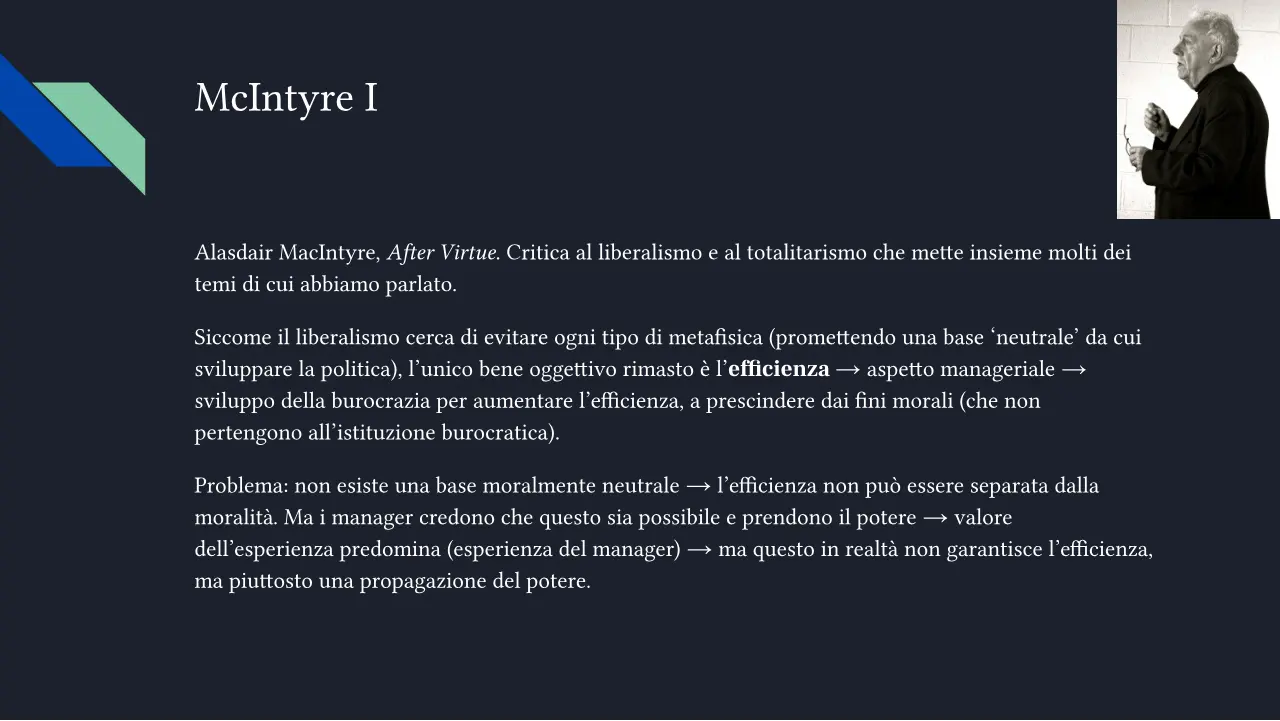 McIntyre I
Alasdair MacIntyre, After Virtue. Critica al liberalismo e al totalitarismo che mette insieme molti dei
temi di cui abbiamo parlato.
Siccome il liberalismo cerca di evitare ogni tipo di metafisica (promettendo una base ‘neutrale’ da cui
sviluppare la politica), l’unico bene oggettivo rimasto è l’efficienza → aspetto manageriale →
sviluppo della burocrazia per aumentare l’efficienza, a prescindere dai fini morali (che non
pertengono all’istituzione burocratica).
Problema: non esiste una base moralmente neutrale → l’efficienza non può essere separata dalla
moralità. Ma i manager credono che questo sia possibile e prendono il potere → valore
dell’esperienza predomina (esperienza del manager) → ma questo in realtà non garantisce l’efficienza,
ma piuttosto una propagazione del potere.